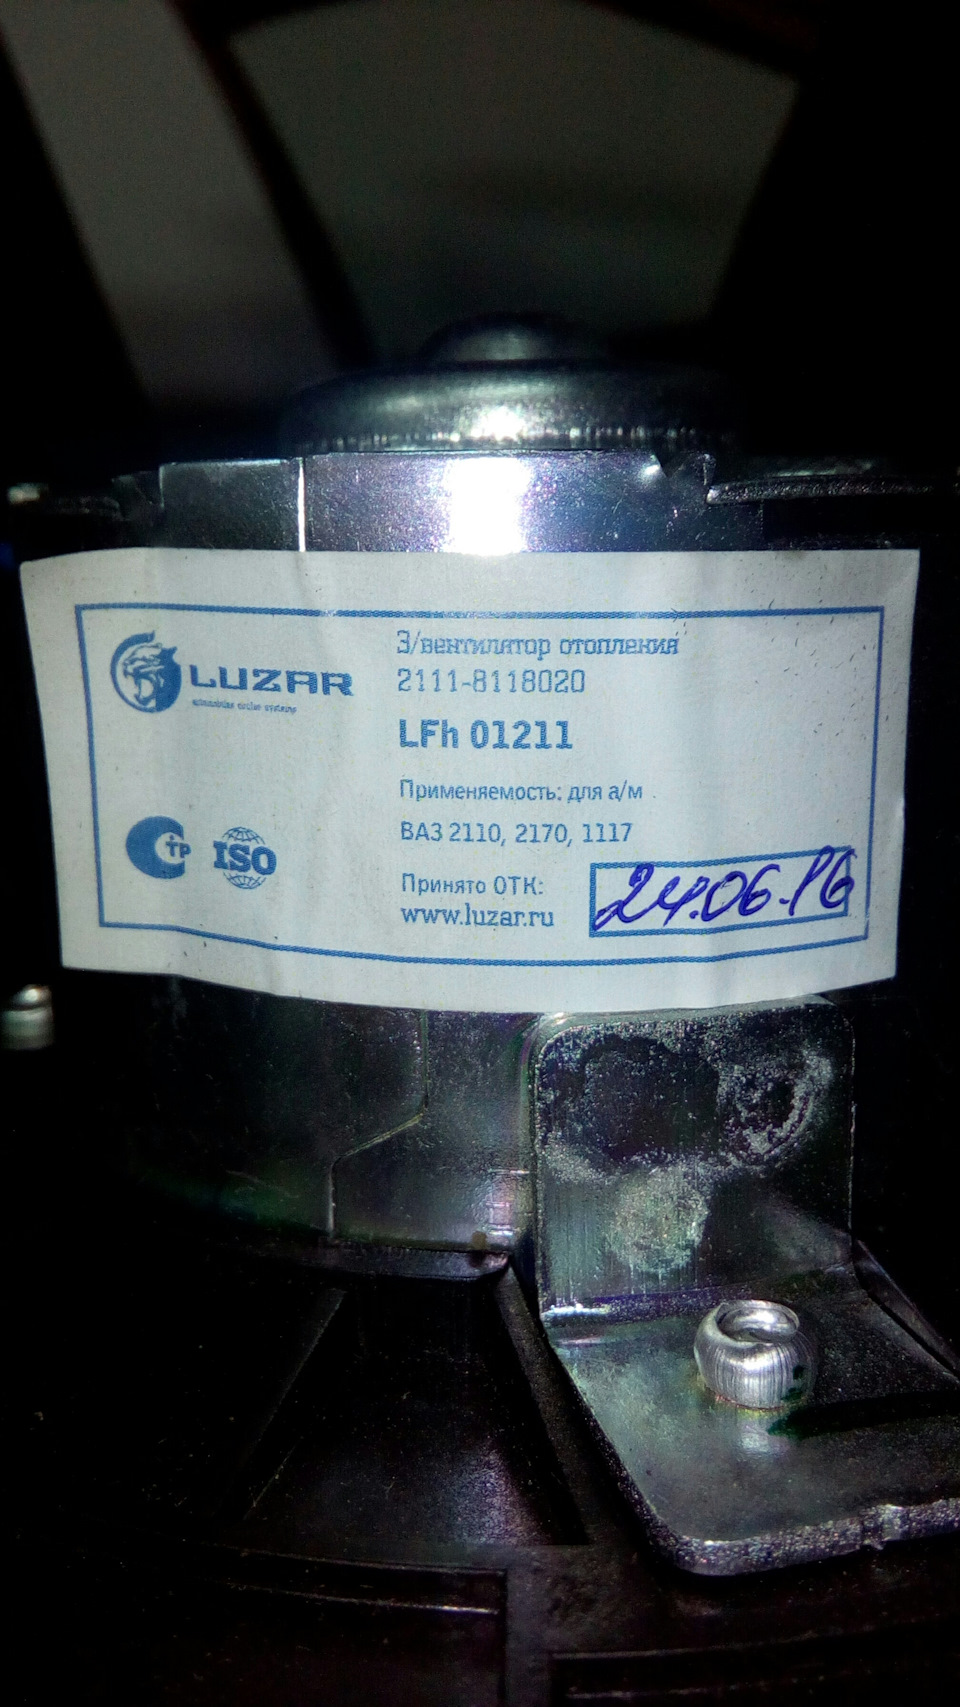 LUZAR
Э/вентилятор отопления
2111-8118020
LFh 01211
Применяемость: для а/м
ВАЗ 2110, 2170, 1117
Принято ОТК:
www.luzar.ru
24.06.16
тр
ISO